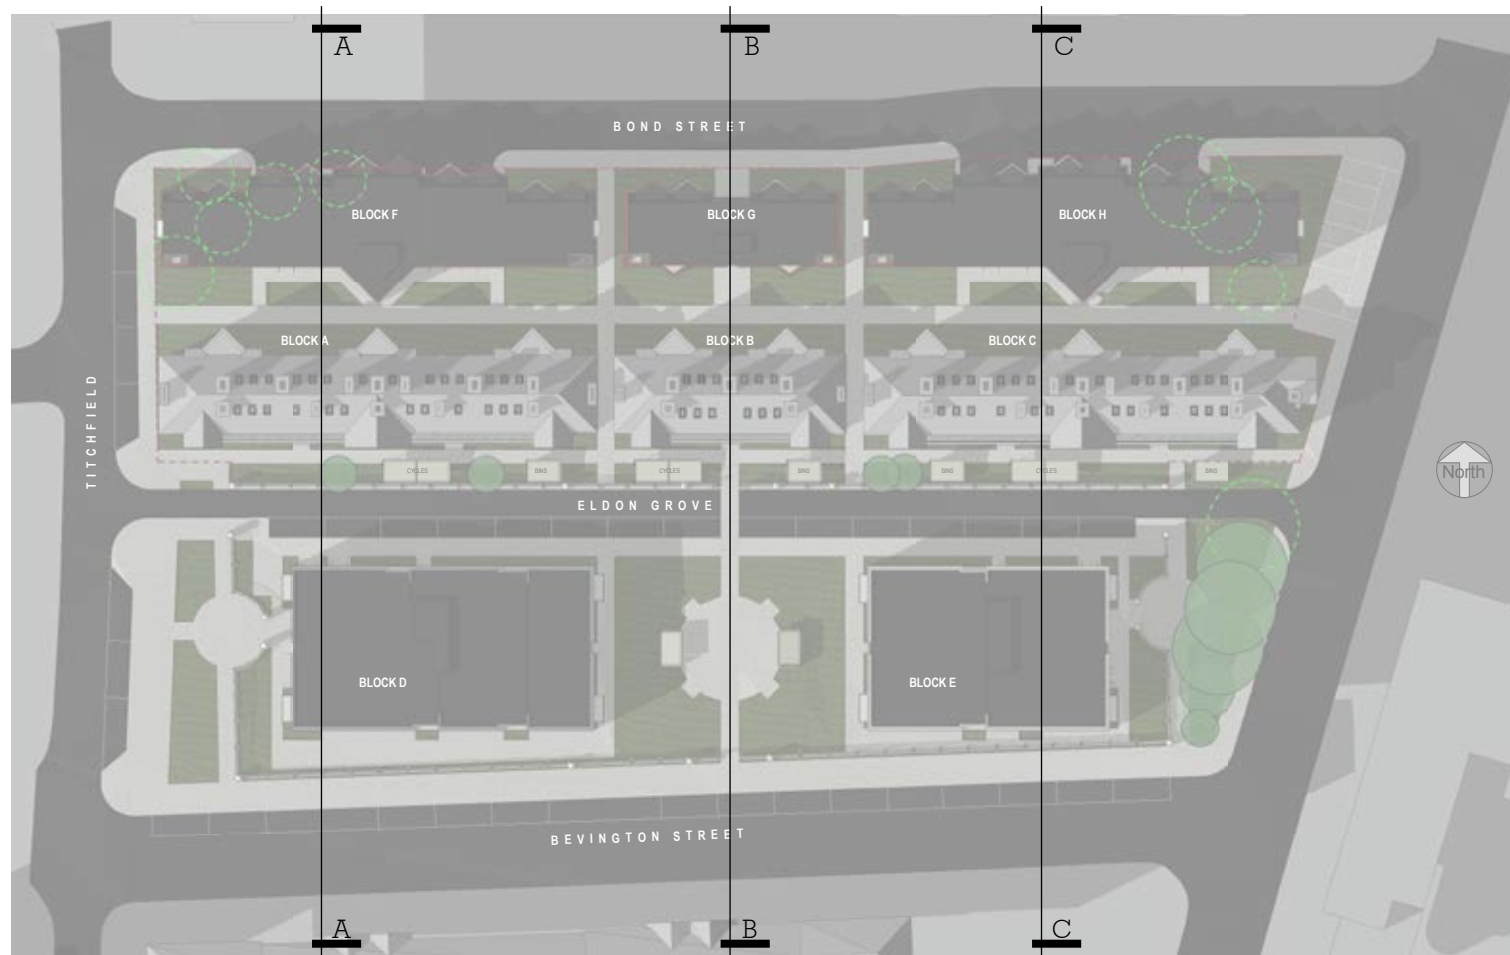 A B C
BOND STREET
BLOCK F BLOCK G BLOCK H
BLOCK A BLOCK B BLOCK C
TITCHFIELD
CYCLES BINS CYCLES BINS BINS CYCLES BINS
North
ELDON GROVE
BLOCK D BLOCK E
BEVINGTON STREET
A B C